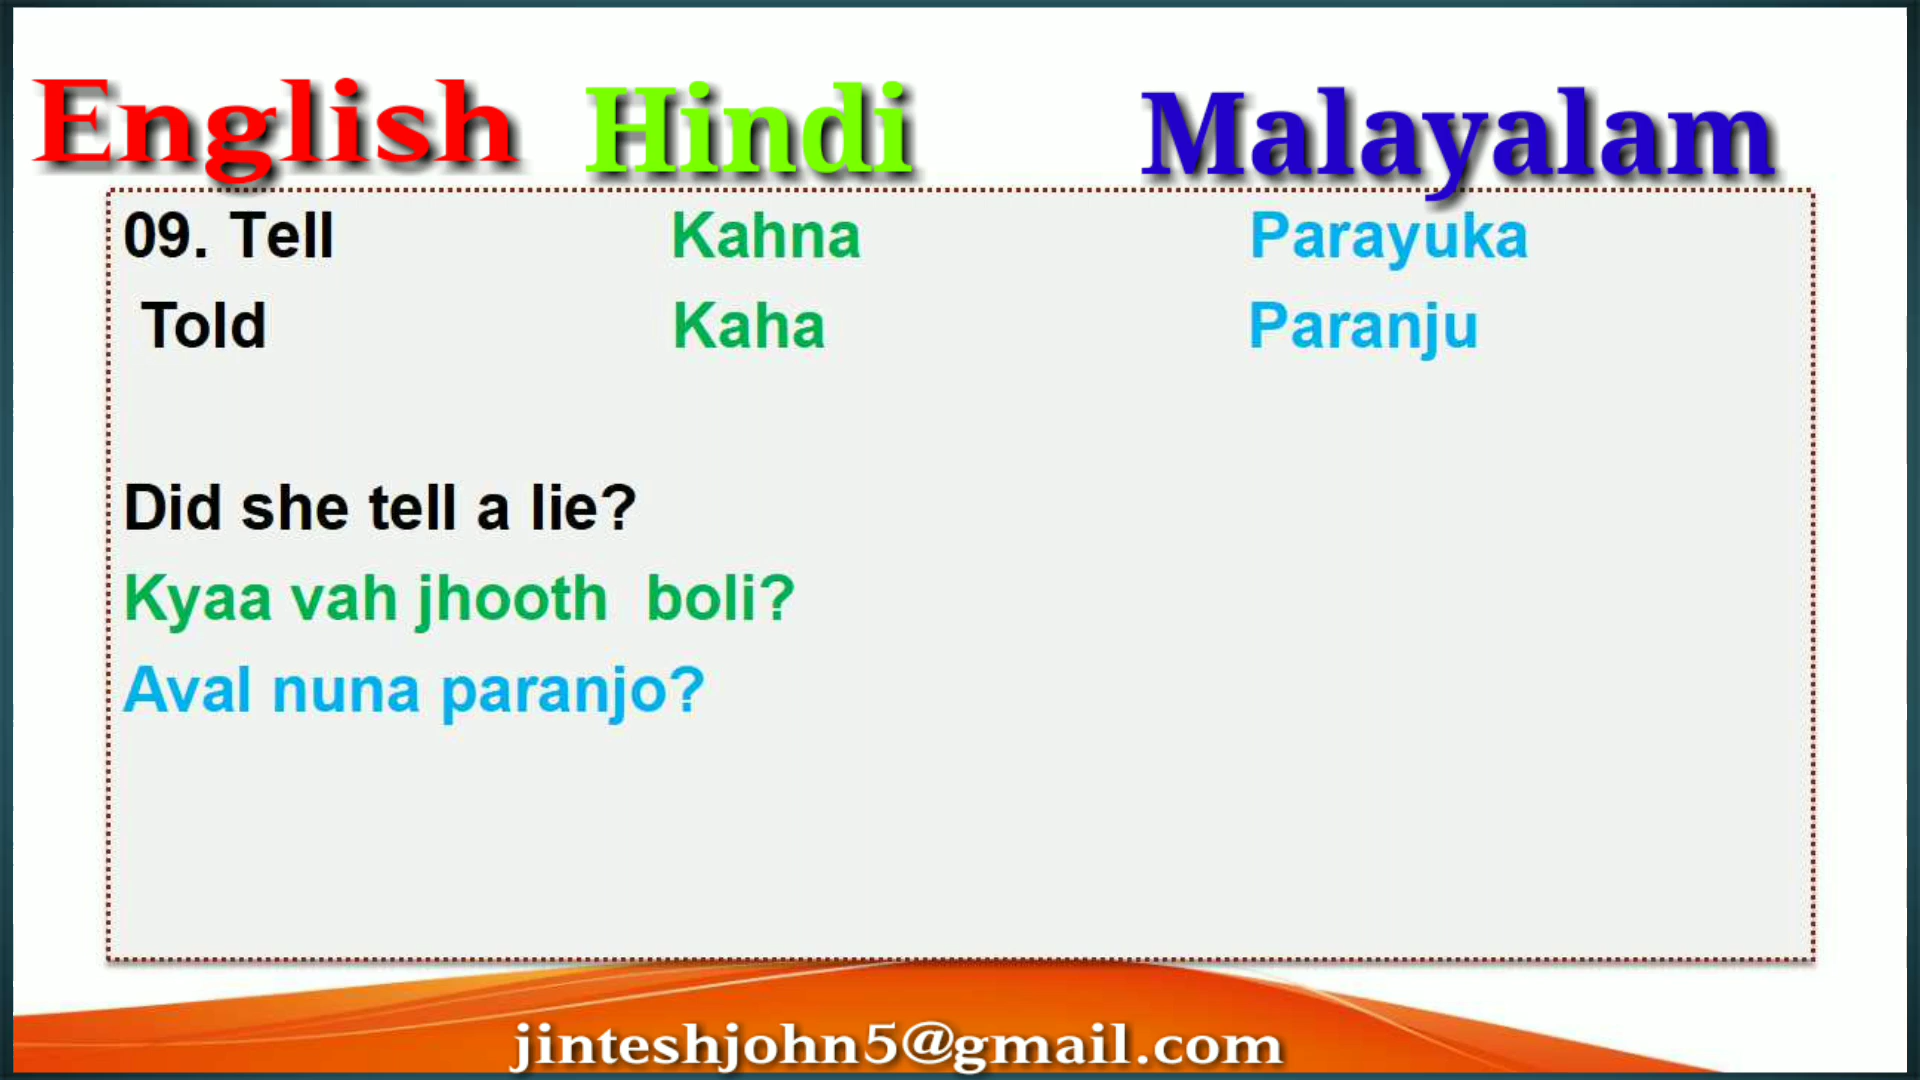 English Hindi Malayalam
09. Tell Kahna Parayuka
Told Kaha Paranju
Did she tell a lie?
Kyaa vah jhooth boli?
Aval nuna paranjo?
jinteshjohn5@gmail.com